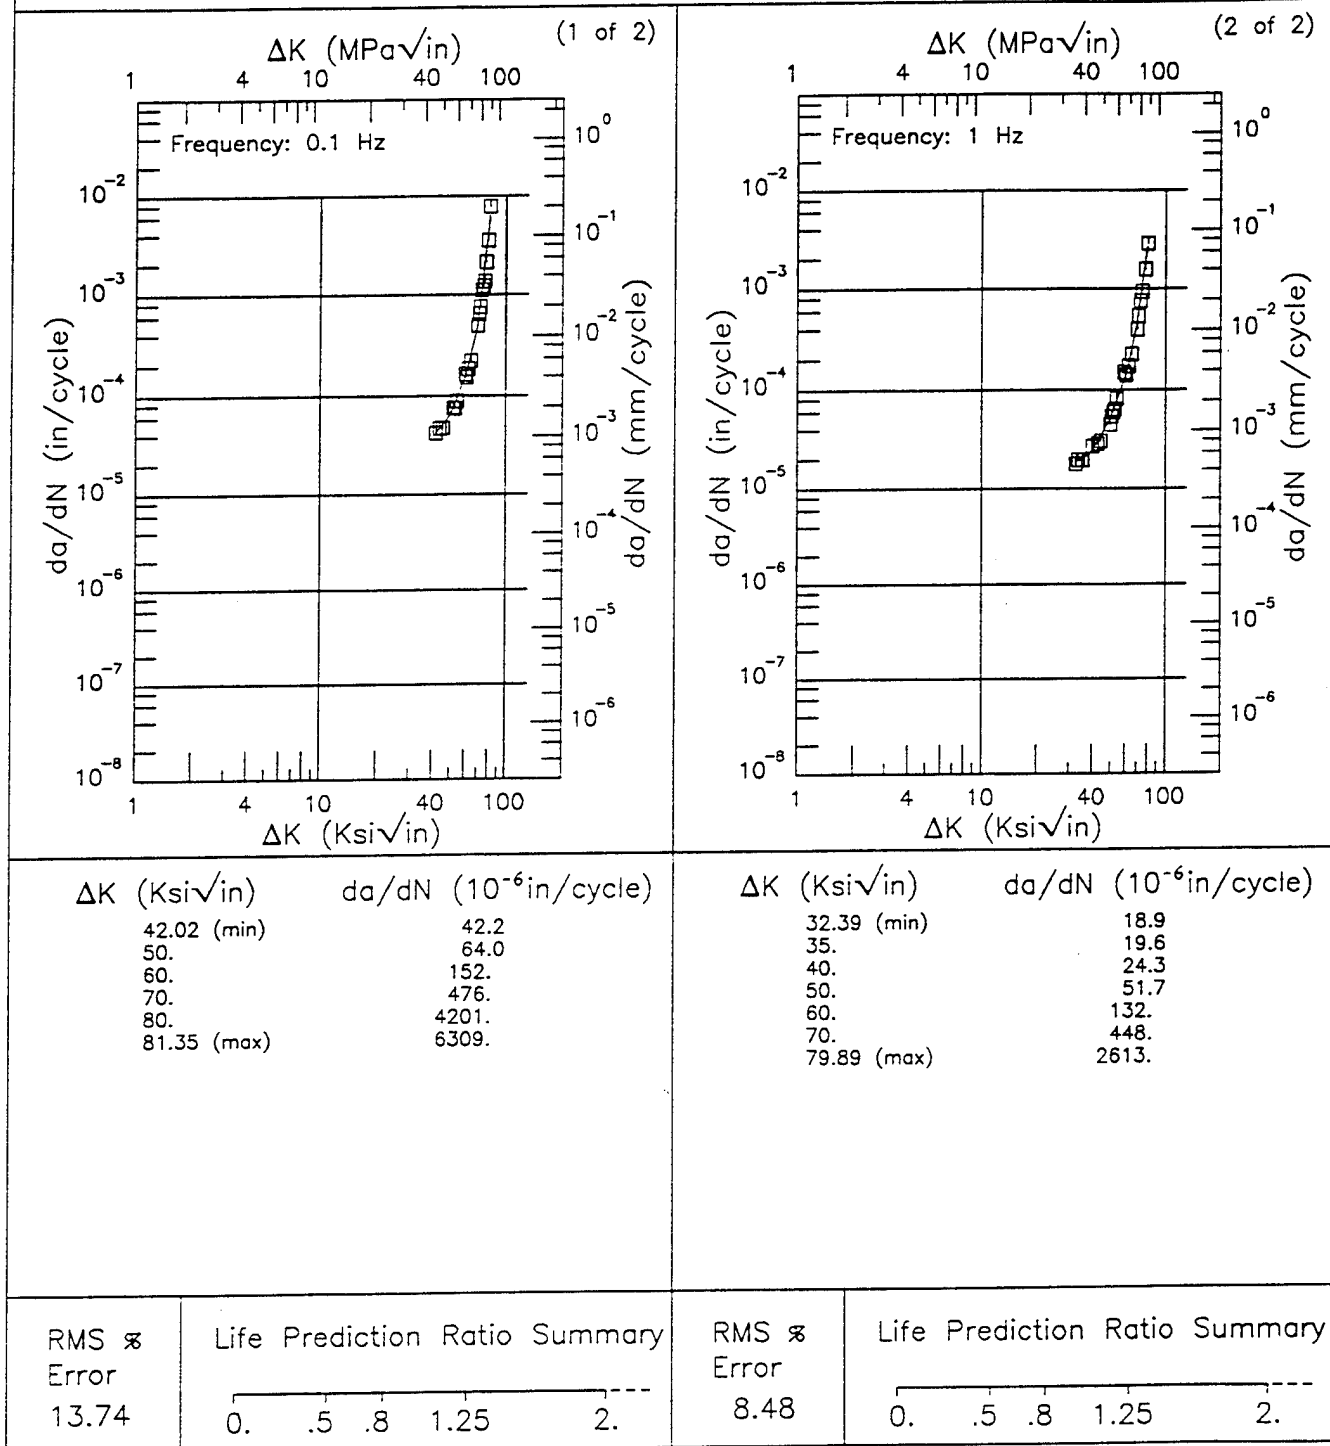 (1 of 2)
ΔK (MPa√in)
1 4 10 40 100
Frequency: 0.1 Hz
10⁰
10⁻²
10⁻¹
10⁻³
10⁻²
10⁻⁴
10⁻³
10⁻⁵
10⁻⁴
10⁻⁶
10⁻⁵
10⁻⁷
10⁻⁶
10⁻⁸
da/dN (in/cycle)
da/dN (mm/cycle)
1 4 10 40 100
ΔK (Ksi√in)
(2 of 2)
ΔK (MPa√in)
1 4 10 40 100
Frequency: 1 Hz
10⁰
10⁻²
10⁻¹
10⁻³
10⁻²
10⁻⁴
10⁻³
10⁻⁵
10⁻⁴
10⁻⁶
10⁻⁵
10⁻⁷
10⁻⁶
10⁻⁸
da/dN (in/cycle)
da/dN (mm/cycle)
1 4 10 40 100
ΔK (Ksi√in)
ΔK (Ksi√in) da/dN (10⁻⁶in/cycle)
42.02 (min) 42.2
50. 64.0
60. 152.
70. 476.
80. 4201.
81.35 (max) 6309.
ΔK (Ksi√in) da/dN (10⁻⁶in/cycle)
32.39 (min) 18.9
35. 19.6
40. 24.3
50. 51.7
60. 132.
70. 448.
79.89 (max) 2613.
RMS %
Error
13.74
Life Prediction Ratio Summary
0. .5 .8 1.25 2.
RMS %
Error
8.48
Life Prediction Ratio Summary
0. .5 .8 1.25 2.